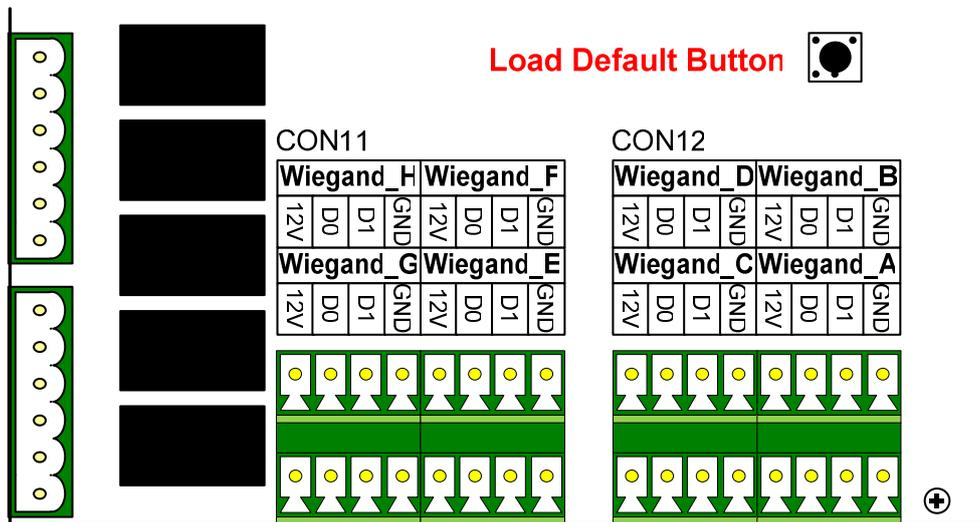 Load Default Button
CON11
CON12
Wiegand_H Wiegand_F
Wiegand_D Wiegand_B
12V D0 D1 GND 12V D0 D1 GND
12V D0 D1 GND 12V D0 D1 GND
Wiegand_G Wiegand_E
Wiegand_C Wiegand_A
12V D0 D1 GND 12V D0 D1 GND
12V D0 D1 GND 12V D0 D1 GND